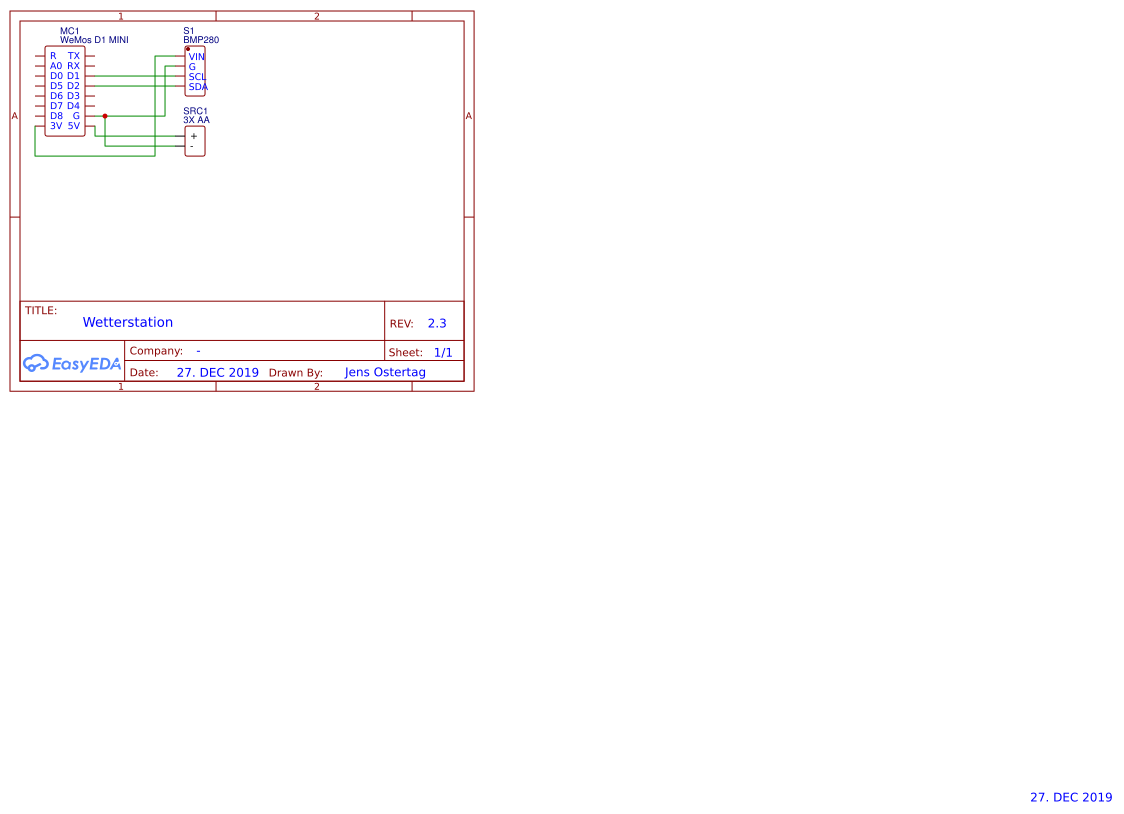 1 2
MC1
WeMos D1 MINI
R TX
A0 RX
D0 D1
D5 D2
D6 D3
D7 D4
D8 G
3V 5V
S1
BMP280
VIN
G
SCL
SDA
SRC1
3X AA
+
-
A A
TITLE:
Wetterstation
REV: 2.3
EasyEDA
Company: -
Sheet: 1/1
Date: 27. DEC 2019 Drawn By: Jens Ostertag
1 2
27. DEC 2019